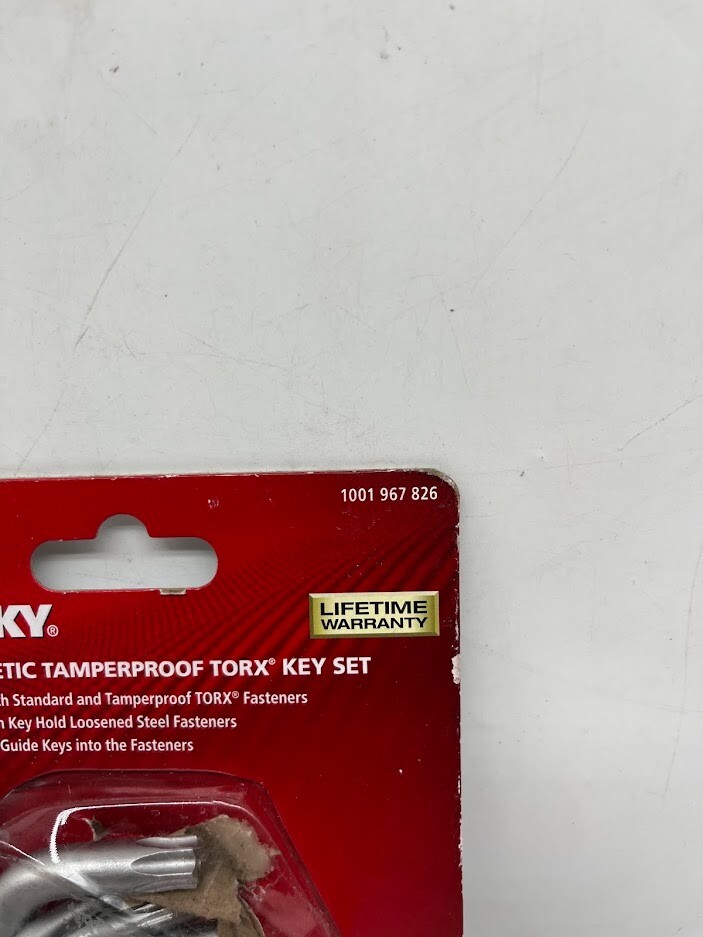 1001 967 826
KY®
LIFETIME
WARRANTY
ETIC TAMPERPROOF TORX® KEY SET
h Standard and Tamperproof TORX® Fasteners
n Key Hold Loosened Steel Fasteners
Guide Keys into the Fasteners